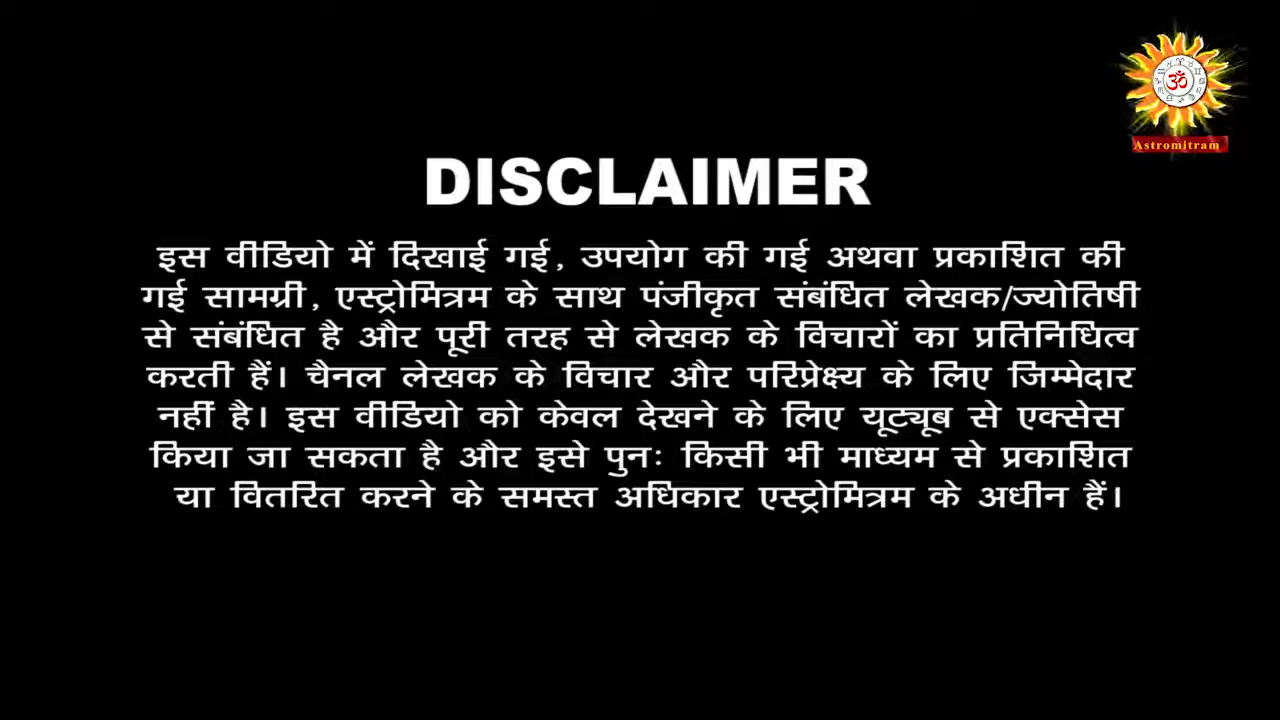 Astromitram
DISCLAIMER
इस वीडियो में दिखाई गई, उपयोग की गई अथवा प्रकाशित की
गई सामग्री, एस्ट्रोमित्रम के साथ पंजीकृत संबंधित लेखक/ज्योतिषी
से संबंधित है और पूरी तरह से लेखक के विचारों का प्रतिनिधित्व
करती हैं। चैनल लेखक के विचार और परिप्रेक्ष्य के लिए जिम्मेदार
नहीं है। इस वीडियो को केवल देखने के लिए यूट्यूब से एक्सेस
किया जा सकता है और इसे पुनः किसी भी माध्यम से प्रकाशित
या वितरित करने के समस्त अधिकार एस्ट्रोमित्रम के अधीन हैं।
ॐ